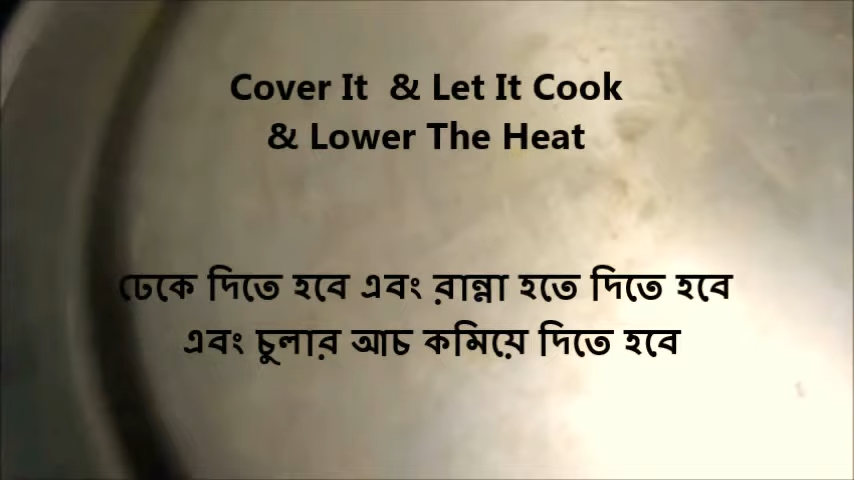 Cover It & Let It Cook
& Lower The Heat
ঢেকে দিতে হবে এবং রান্না হতে দিতে হবে
এবং চুলার আচ কমিয়ে দিতে হবে